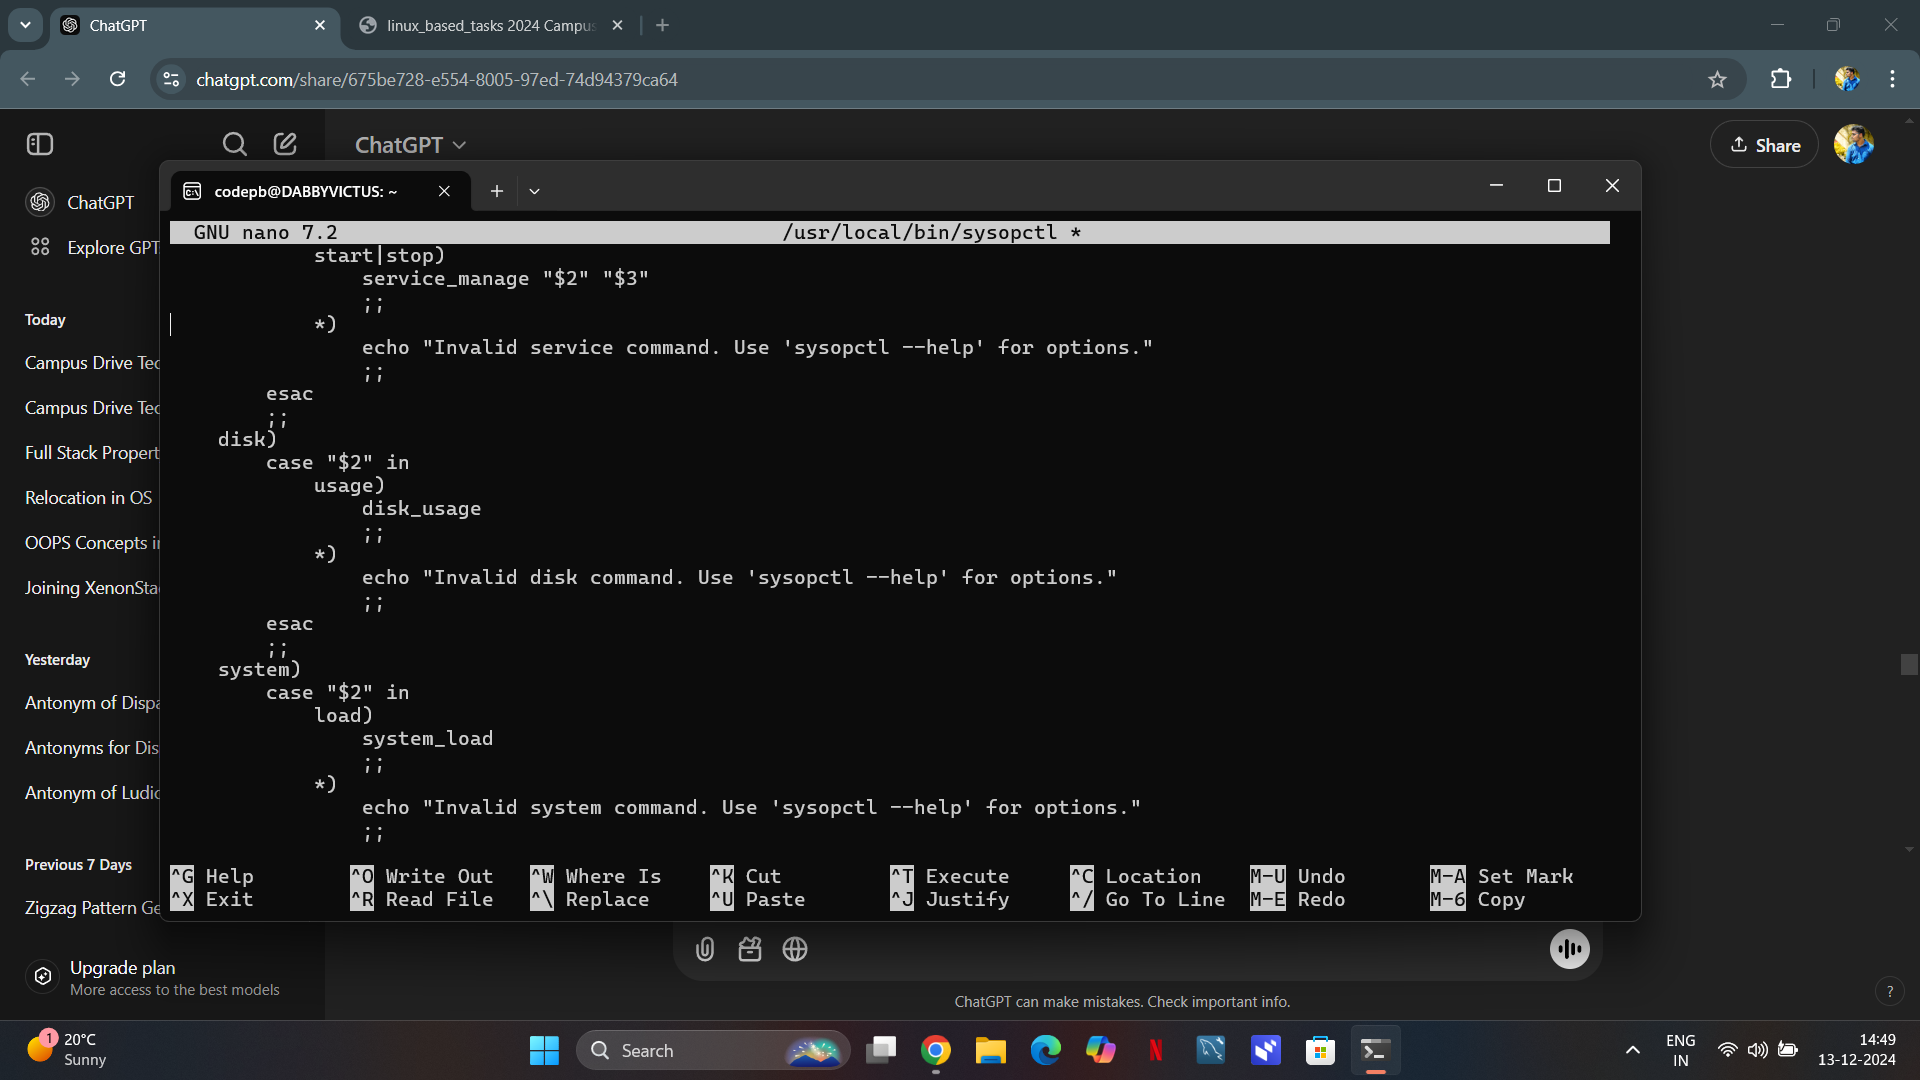 ChatGPT
linux_based_tasks 2024 Campus
chatgpt.com/share/675be728-e554-8005-97ed-74d94379ca64
ChatGPT
Share
ChatGPT
Explore GPT
Today
Campus Drive Tec
Campus Drive Tec
Full Stack Propert
Relocation in OS
OOPS Concepts in
Joining XenonSta
Yesterday
Antonym of Dispa
Antonyms for Dis
Antonym of Ludic
Previous 7 Days
Zigzag Pattern Ge
Upgrade plan
More access to the best models
codepb@DABBYVICTUS: ~
GNU nano 7.2 /usr/local/bin/sysopctl *
start|stop)
service_manage "$2" "$3"
;;
*)
echo "Invalid service command. Use 'sysopctl --help' for options."
;;
esac
;;
disk)
case "$2" in
usage)
disk_usage
;;
*)
echo "Invalid disk command. Use 'sysopctl --help' for options."
;;
esac
;;
system)
case "$2" in
load)
system_load
;;
*)
echo "Invalid system command. Use 'sysopctl --help' for options."
;;
^G Help ^O Write Out ^W Where Is ^K Cut ^T Execute ^C Location M-U Undo M-A Set Mark
^X Exit ^R Read File ^\ Replace ^U Paste ^J Justify ^/ Go To Line M-E Redo M-6 Copy
ChatGPT can make mistakes. Check important info.
?
1
20°C
Sunny
Search
N
ENG
IN
14:49
13-12-2024